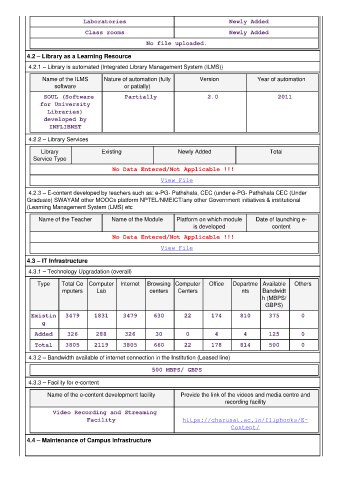 Laboratories Newly Added
Class rooms Newly Added
No file uploaded.
4.2 – Library as a Learning Resource
4.2.1 – Library is automated {Integrated Library Management System (ILMS)}
Name of the ILMS software Nature of automation (fully or patially) Version Year of automation
SOUL (Software for University Libraries) developed by INFLIBNET Partially 2.0 2011
4.2.2 – Library Services
Library Service Type Existing Newly Added Total
No Data Entered/Not Applicable !!!
View File
4.2.3 – E-content developed by teachers such as: e-PG- Pathshala, CEC (under e-PG- Pathshala CEC (Under
Graduate) SWAYAM other MOOCs platform NPTEL/NMEICT/any other Government initiatives & institutional
(Learning Management System (LMS) etc
Name of the Teacher Name of the Module Platform on which module is developed Date of launching e-content
No Data Entered/Not Applicable !!!
View File
4.3 – IT Infrastructure
4.3.1 – Technology Upgradation (overall)
Type Total Computers Computer Lab Internet Browsing centers Computer Centers Office Departments Available Bandwidth (MBPS/GBPS) Others
Existing 3479 1831 3479 630 22 174 810 375 0
Added 326 288 326 30 0 4 4 125 0
Total 3805 2119 3805 660 22 178 814 500 0
4.3.2 – Bandwidth available of internet connection in the Institution (Leased line)
500 MBPS/ GBPS
4.3.3 – Facility for e-content
Name of the e-content development facility Provide the link of the videos and media centre and recording facility
Video Recording and Streaming Facility https://charusat.ac.in/flipbooks/E-Content/
4.4 – Maintenance of Campus Infrastructure